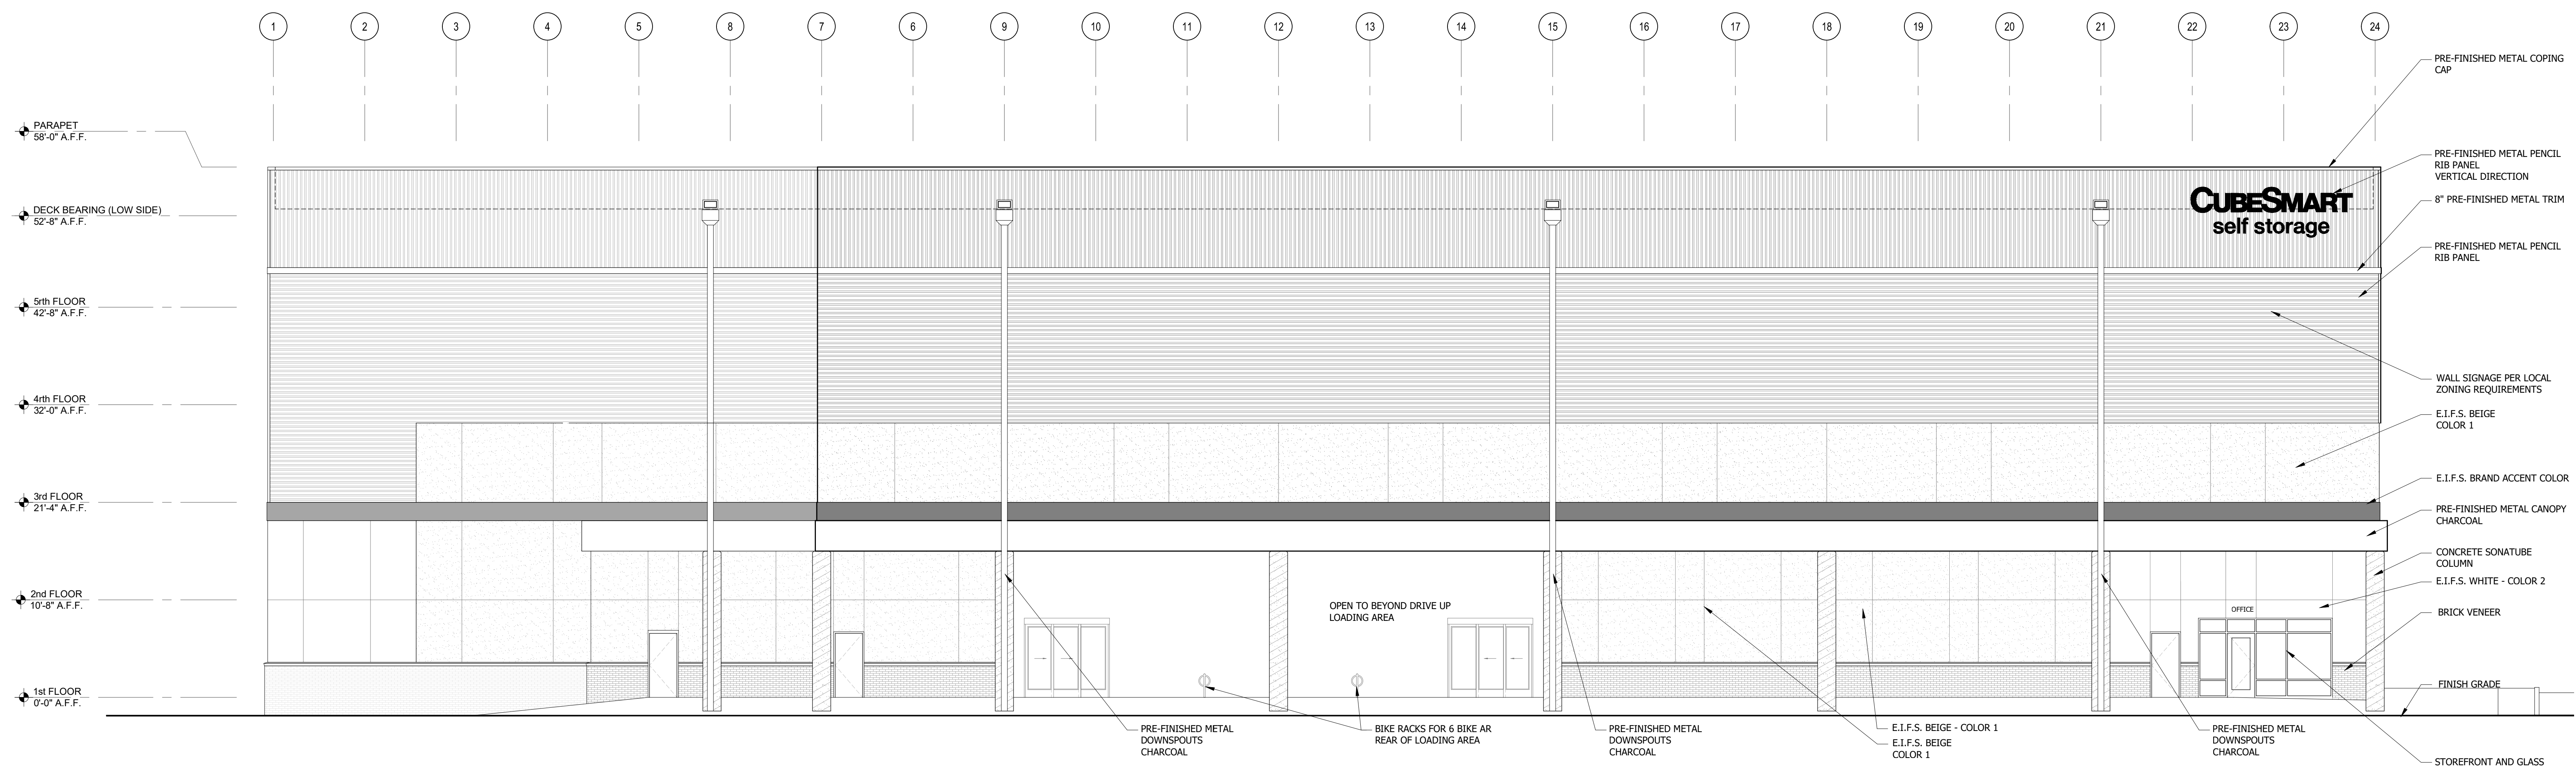 1 2 3 4 5 8 7 6 9 10 11 12 13 14 15 16 17 18 19 20 21 22 23 24
PARAPET
58'-0" A.F.F.
DECK BEARING (LOW SIDE)
52'-8" A.F.F.
5rth FLOOR
42'-8" A.F.F.
4rth FLOOR
32'-0" A.F.F.
3rd FLOOR
21'-4" A.F.F.
2nd FLOOR
10'-8" A.F.F.
1st FLOOR
0'-0" A.F.F.
CUBESMART
self storage
OPEN TO BEYOND DRIVE UP
LOADING AREA
OFFICE
PRE-FINISHED METAL COPING
CAP
PRE-FINISHED METAL PENCIL
RIB PANEL
VERTICAL DIRECTION
8" PRE-FINISHED METAL TRIM
PRE-FINISHED METAL PENCIL
RIB PANEL
WALL SIGNAGE PER LOCAL
ZONING REQUIREMENTS
E.I.F.S. BEIGE
COLOR 1
E.I.F.S. BRAND ACCENT COLOR
PRE-FINISHED METAL CANOPY
CHARCOAL
CONCRETE SONATUBE
COLUMN
E.I.F.S. WHITE - COLOR 2
BRICK VENEER
FINISH GRADE
PRE-FINISHED METAL
DOWNSPOUTS
CHARCOAL
BIKE RACKS FOR 6 BIKE AR
REAR OF LOADING AREA
PRE-FINISHED METAL
DOWNSPOUTS
CHARCOAL
E.I.F.S. BEIGE - COLOR 1
E.I.F.S. BEIGE
COLOR 1
PRE-FINISHED METAL
DOWNSPOUTS
CHARCOAL
STOREFRONT AND GLASS